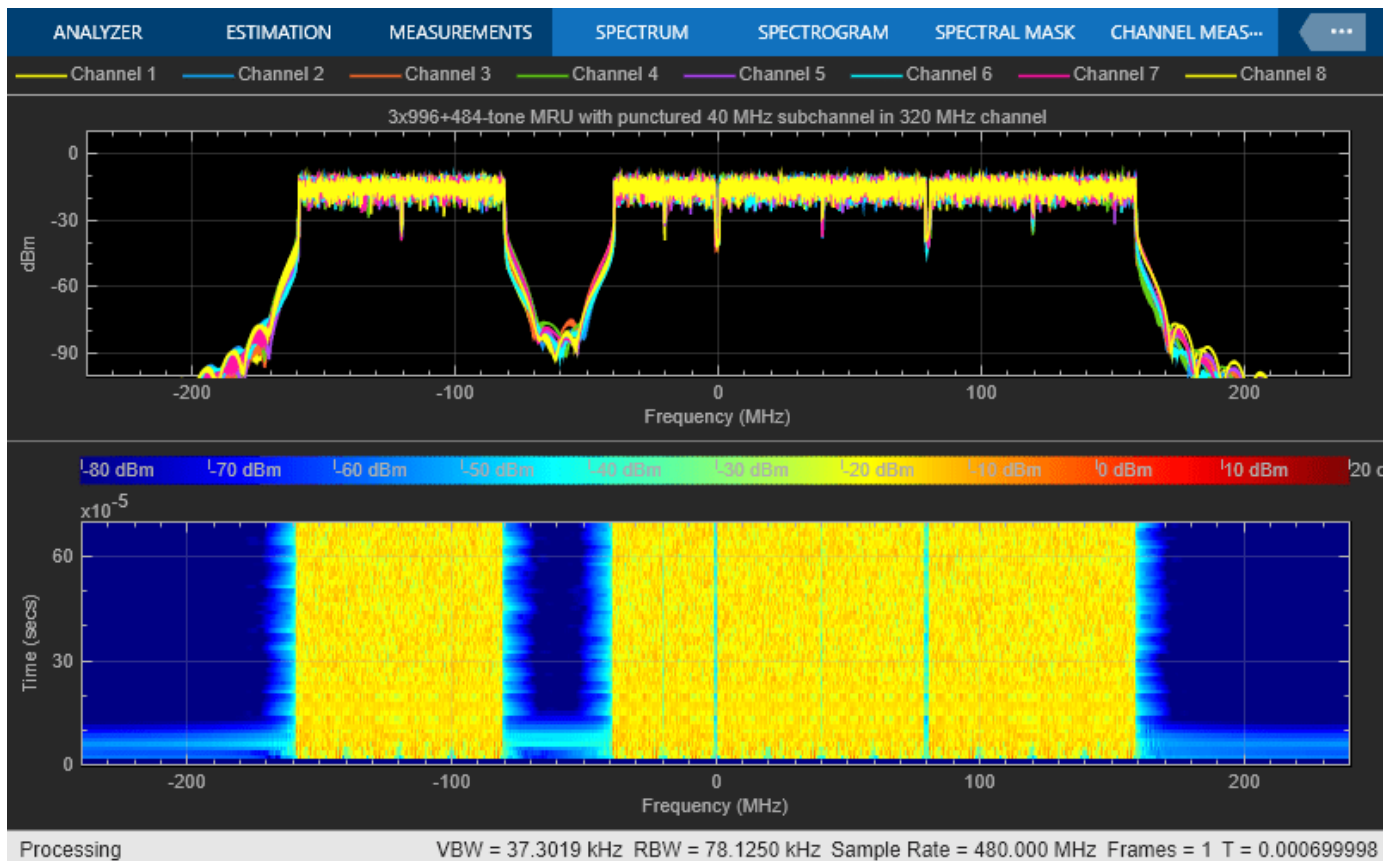 ANALYZER ESTIMATION MEASUREMENTS SPECTRUM SPECTROGRAM SPECTRAL MASK CHANNEL MEAS... ...
Channel 1 Channel 2 Channel 3 Channel 4 Channel 5 Channel 6 Channel 7 Channel 8
3x996+484-tone MRU with punctured 40 MHz subchannel in 320 MHz channel
0
-30
dBm
-60
-90
-200 -100 0 100 200
Frequency (MHz)
-80 dBm -70 dBm -60 dBm -50 dBm -40 dBm -30 dBm -20 dBm -10 dBm 0 dBm 10 dBm 20 d
x10-5
60
Time (secs)
30
0
-200 -100 0 100 200
Frequency (MHz)
Processing VBW = 37.3019 kHz RBW = 78.1250 kHz Sample Rate = 480.000 MHz Frames = 1 T = 0.000699998